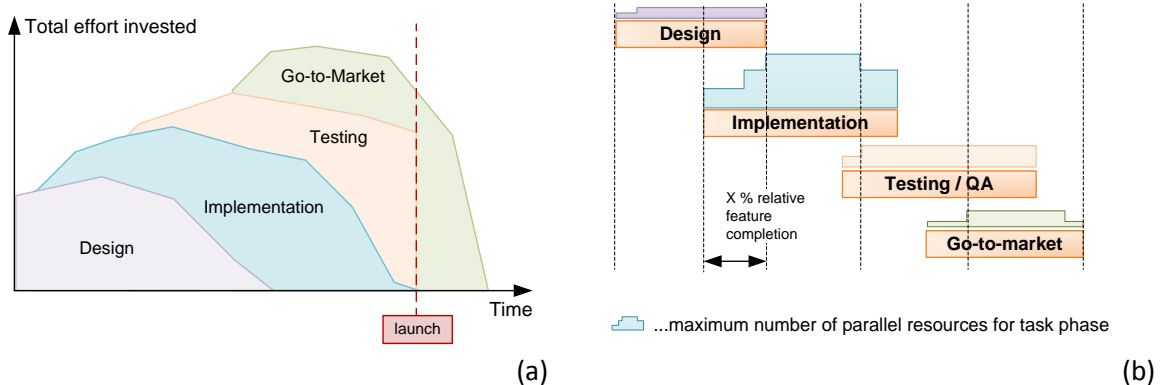 Total effort invested
Go-to-Market
Testing
Implementation
Design
Time
launch
(a)
Design
Implementation
Testing / QA
X % relative
feature
completion
Go-to-market
...maximum number of parallel resources for task phase
(b)